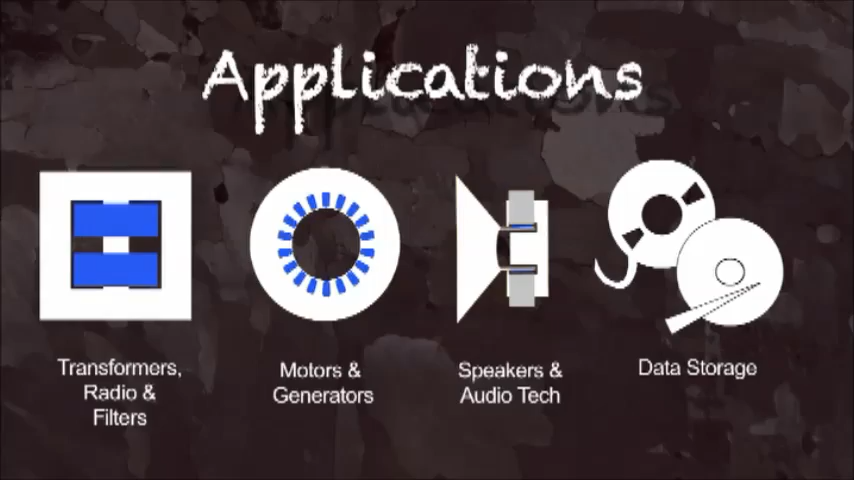 Applications
Transformers,
Radio &
Filters
Motors &
Generators
Speakers &
Audio Tech
Data Storage